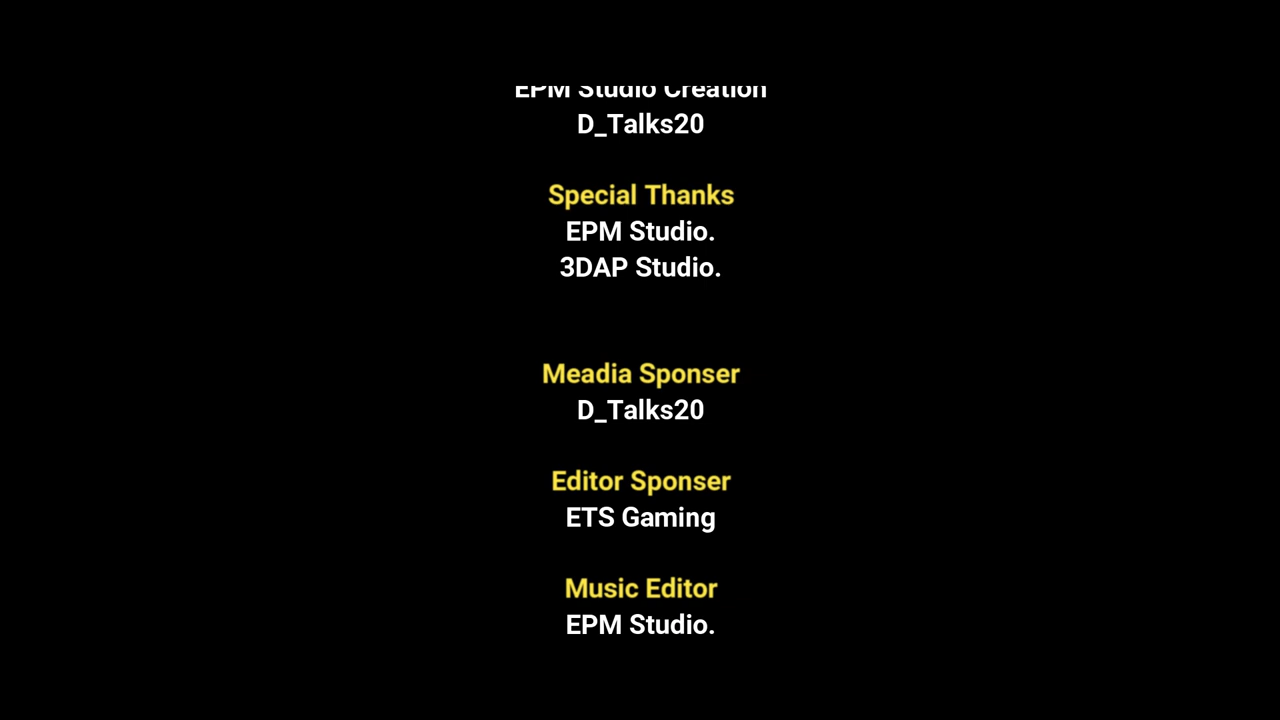 EPM Studio Creation
D_Talks20
Special Thanks
EPM Studio.
3DAP Studio.
Meadia Sponser
D_Talks20
Editor Sponser
ETS Gaming
Music Editor
EPM Studio.